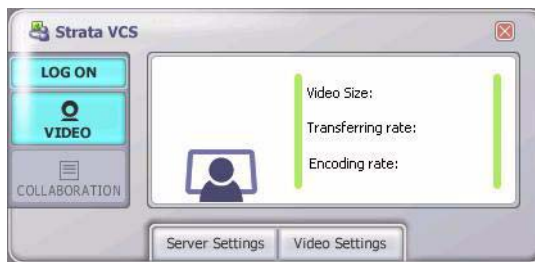 Strata VCS
LOG ON
VIDEO
COLLABORATION
Video Size:
Transferring rate:
Encoding rate:
Server Settings
Video Settings